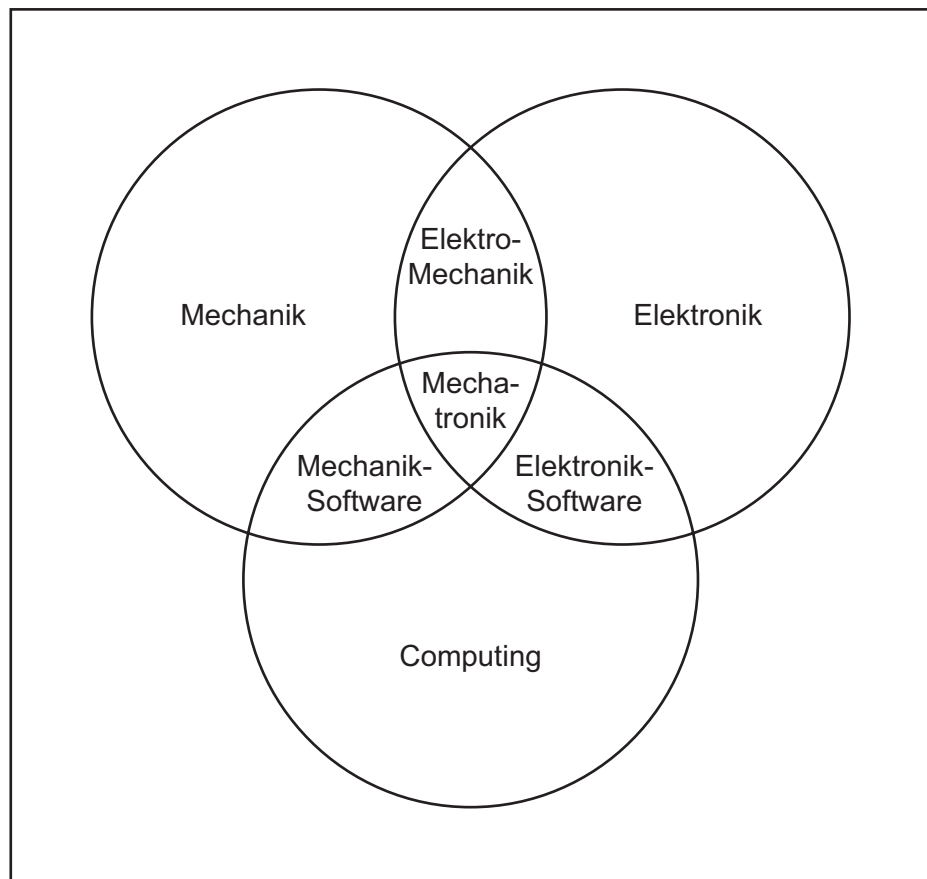 Elektro-
Mechanik
Mechanik
Elektronik
Mecha-
tronik
Mechanik-
Software
Elektronik-
Software
Computing